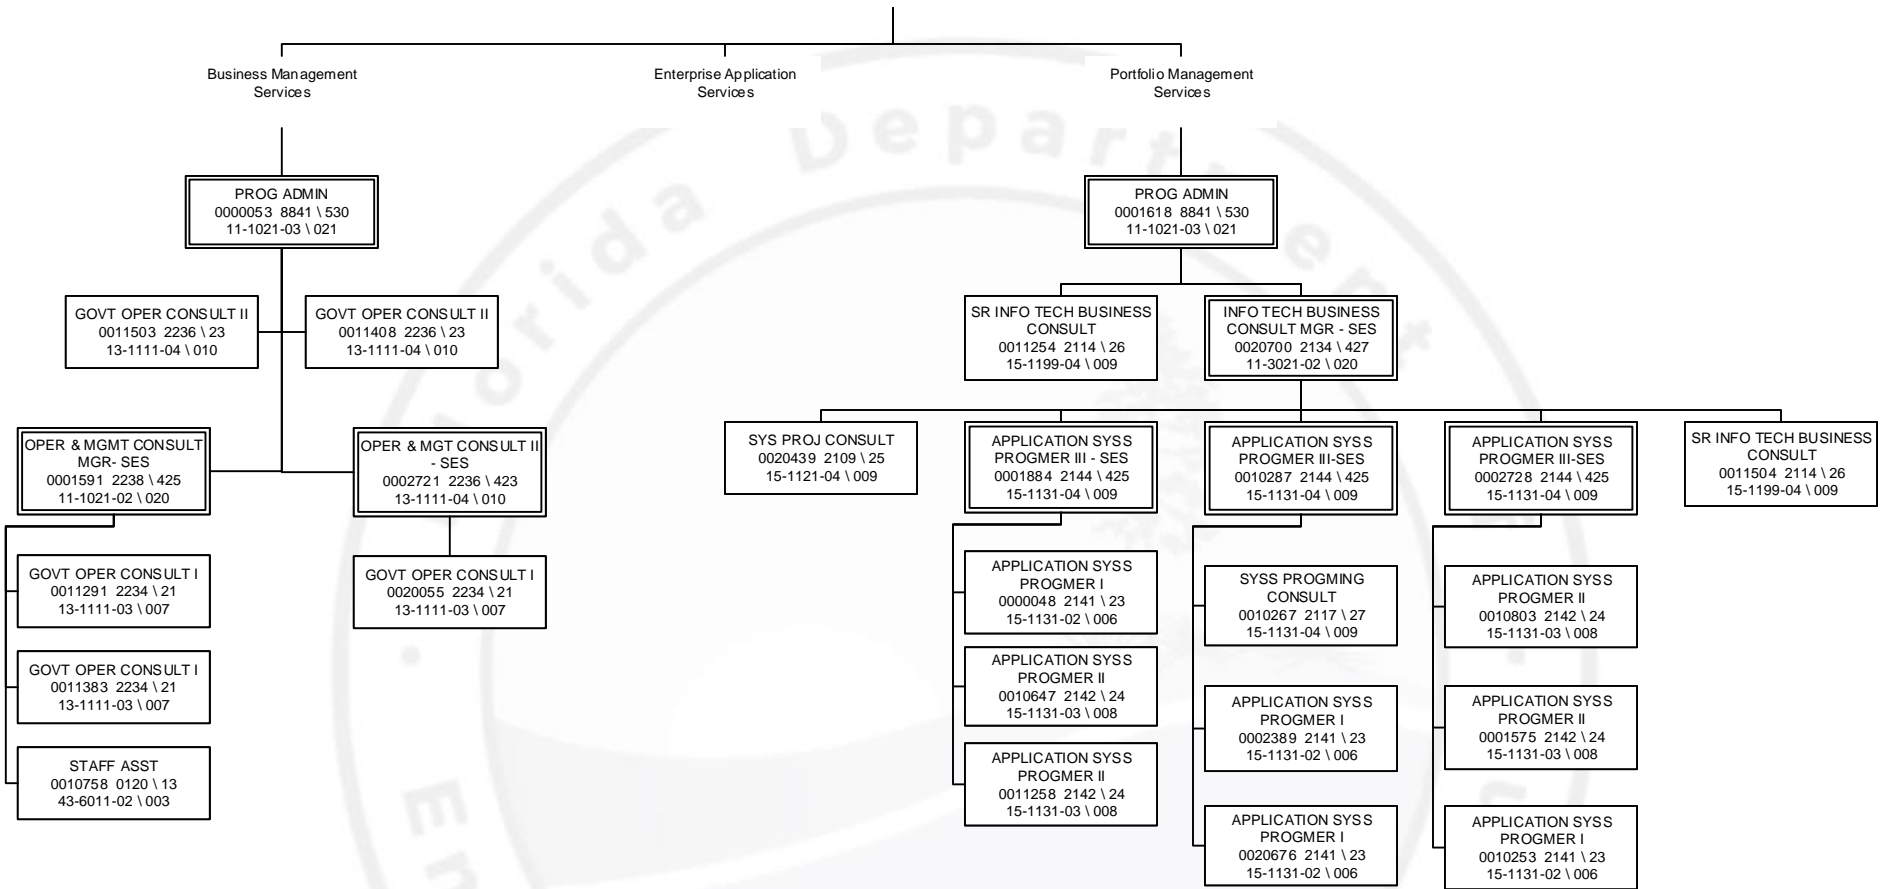 Business Management
Services
Enterprise Application
Services
Portfolio Management
Services
Department
Florida
PROG ADMIN
0000053 8841 \ 530
11-1021-03 \ 021
PROG ADMIN
0001618 8841 \ 530
11-1021-03 \ 021
GOVT OPER CONSULT II
0011503 2236 \ 23
13-1111-04 \ 010
GOVT OPER CONSULT II
0011408 2236 \ 23
13-1111-04 \ 010
SR INFO TECH BUSINESS
CONSULT
0011254 2114 \ 26
15-1199-04 \ 009
INFO TECH BUSINESS
CONSULT MGR - SES
0020700 2134 \ 427
11-3021-02 \ 020
OPER & MGMT CONSULT
MGR- SES
0001591 2238 \ 425
11-1021-02 \ 020
OPER & MGT CONSULT II
- SES
0002721 2236 \ 423
13-1111-04 \ 010
SYS PROJ CONSULT
0020439 2109 \ 25
15-1121-04 \ 009
APPLICATION SYSS
PROGMER III - SES
0001884 2144 \ 425
15-1131-04 \ 009
APPLICATION SYSS
PROGMER III-SES
0010287 2144 \ 425
15-1131-04 \ 009
APPLICATION SYSS
PROGMER III-SES
0002728 2144 \ 425
15-1131-04 \ 009
SR INFO TECH BUSINESS
CONSULT
0011504 2114 \ 26
15-1199-04 \ 009
GOVT OPER CONSULT I
0011291 2234 \ 21
13-1111-03 \ 007
GOVT OPER CONSULT I
0020055 2234 \ 21
13-1111-03 \ 007
GOVT OPER CONSULT I
0011383 2234 \ 21
13-1111-03 \ 007
STAFF ASST
0010758 0120 \ 13
43-6011-02 \ 003
APPLICATION SYSS
PROGMER I
0000048 2141 \ 23
15-1131-02 \ 006
APPLICATION SYSS
PROGMER II
0010647 2142 \ 24
15-1131-03 \ 008
APPLICATION SYSS
PROGMER II
0011258 2142 \ 24
15-1131-03 \ 008
SYSS PROGMING
CONSULT
0010267 2117 \ 27
15-1131-04 \ 009
APPLICATION SYSS
PROGMER I
0002389 2141 \ 23
15-1131-02 \ 006
APPLICATION SYSS
PROGMER I
0020676 2141 \ 23
15-1131-02 \ 006
APPLICATION SYSS
PROGMER II
0010803 2142 \ 24
15-1131-03 \ 008
APPLICATION SYSS
PROGMER II
0001575 2142 \ 24
15-1131-03 \ 008
APPLICATION SYSS
PROGMER I
0010253 2141 \ 23
15-1131-02 \ 006